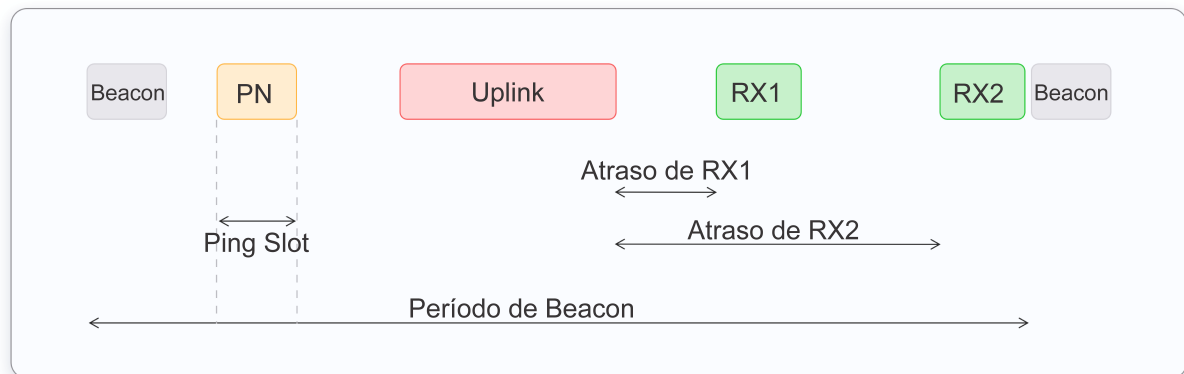 Beacon
PN
Uplink
RX1
RX2
Beacon
Atraso de RX1
Atraso de RX2
Ping Slot
Período de Beacon